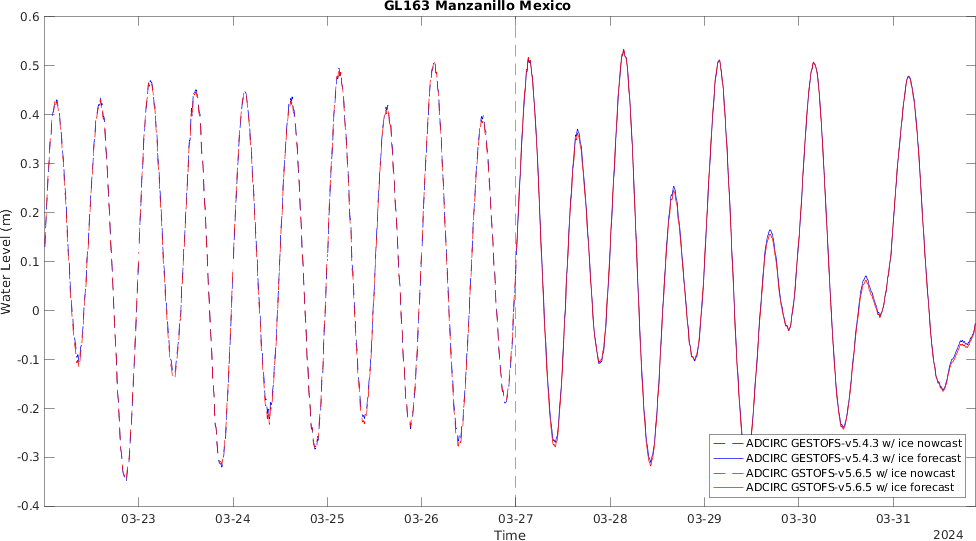 GL163 Manzanillo Mexico
0.6
0.5
0.4
0.3
0.2
0.1
0
-0.1
-0.2
-0.3
-0.4
Water Level (m)
ADCIRC GESTOFS-v5.4.3 w/ ice nowcast
ADCIRC GESTOFS-v5.4.3 w/ ice forecast
ADCIRC GSTOFS-v5.6.5 w/ ice nowcast
ADCIRC GSTOFS-v5.6.5 w/ ice forecast
03-23 03-24 03-25 03-26 03-27 03-28 03-29 03-30 03-31
Time
2024